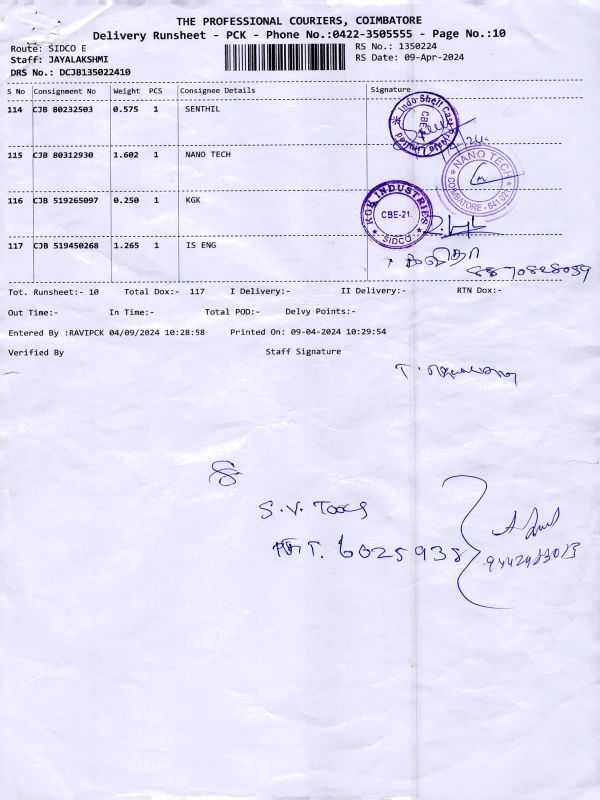 THE PROFESSIONAL COURIERS, COIMBATORE
Delivery Runsheet - PCK - Phone No.:0422-3505555 - Page No.:10
Route: SIDCO E
RS No.: 1350224
Staff: JAYALAKSHMI
RS Date: 09-Apr-2024
DRS No.: DCJB135022410
S No Consignment No Weight PCS Consignee Details Signature
114 CJB 80232503 0.575 1 SENTHIL
115 CJB 80312930 1.602 1 NANO TECH
NANO TECH
COIMBATORE - 641 021
116 CJB 519265097 0.250 1 KGK
KGK INDUSTRIES
CBE-21.
SIDCO
117 CJB 519450268 1.265 1 IS ENG
Tot. Runsheet:- 10 Total Dox:- 117 I Delivery:- II Delivery:- RTN Dox:-
Out Time:- In Time:- Total POD:- Delvy Points:-
Entered By :RAVIPCK 04/09/2024 10:28:58 Printed On: 09-04-2024 10:29:54
Verified By Staff Signature
S.V. Tools
6025938